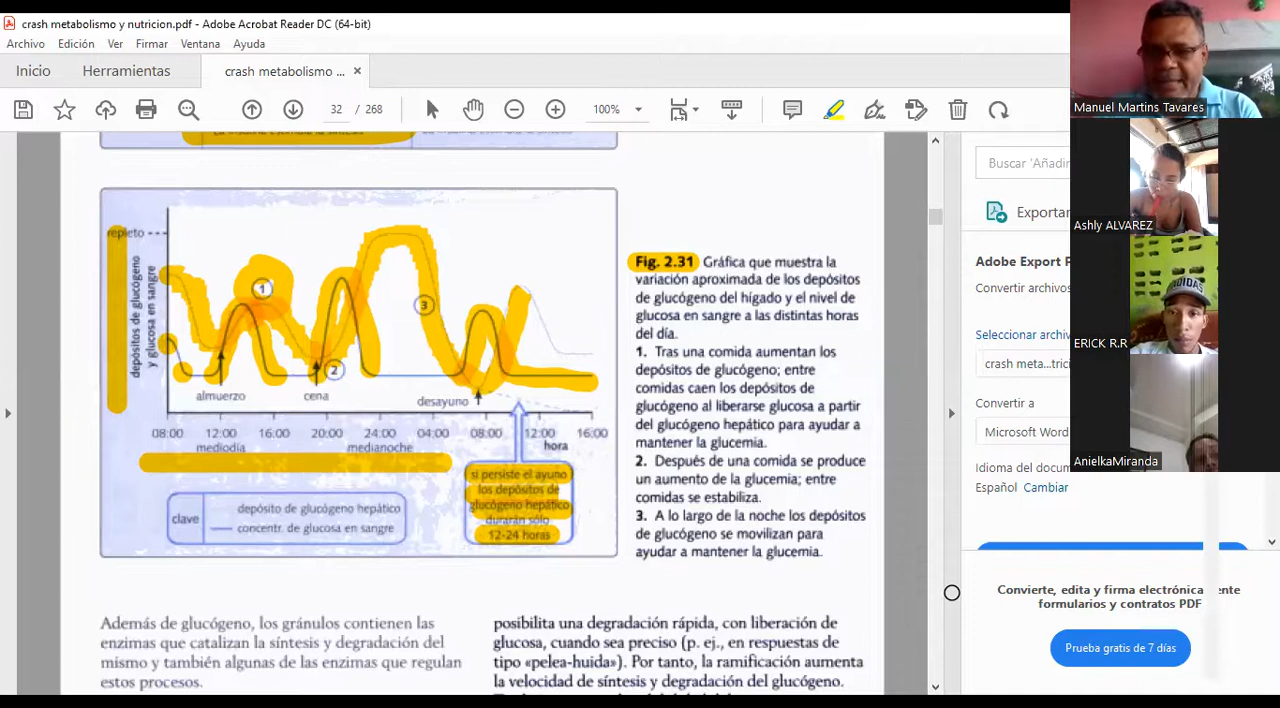 crash metabolismo y nutricion.pdf - Adobe Acrobat Reader DC (64-bit)
Archivo Edición Ver Firmar Ventana Ayuda
Inicio Herramientas crash metabolismo ... ×
32 / 268 100%
Manuel Martins Tavares
Ashly ALVAREZ
ERICK R.R
AnielkaMiranda
repleto
depósitos de glucógeno
y glucosa en sangre
1
2
3
almuerzo cena desayuno
08:00 12:00 16:00 20:00 24:00 04:00 08:00 12:00 16:00
mediodía medianoche hora
si persiste el ayuno
los depósitos de
glucógeno hepático
durarán sólo
12-24 horas
clave
depósito de glucógeno hepático
concentr. de glucosa en sangre
Fig. 2.31 Gráfica que muestra la
variación aproximada de los depósitos
de glucógeno del hígado y el nivel de
glucosa en sangre a las distintas horas
del día.
1. Tras una comida aumentan los
depósitos de glucógeno; entre
comidas caen los depósitos de
glucógeno al liberarse glucosa a partir
del glucógeno hepático para ayudar a
mantener la glucemia.
2. Después de una comida se produce
un aumento de la glucemia; entre
comidas se estabiliza.
3. A lo largo de la noche los depósitos
de glucógeno se movilizan para
ayudar a mantener la glucemia.
Además de glucógeno, los gránulos contienen las
enzimas que catalizan la síntesis y degradación del
mismo y también algunas de las enzimas que regulan
estos procesos.
posibilita una degradación rápida, con liberación de
glucosa, cuando sea preciso (p. ej., en respuestas de
tipo «pelea-huida»). Por tanto, la ramificación aumenta
la velocidad de síntesis y degradación del glucógeno.
Buscar 'Añadi
Exportar
Adobe Export P
Convertir archivos
Seleccionar archiv
crash meta...trici
Convertir a
Microsoft Word
Idioma del docum
Español Cambiar
Convierte, edita y firma electrónica ente
formularios y contratos PDF
Prueba gratis de 7 días